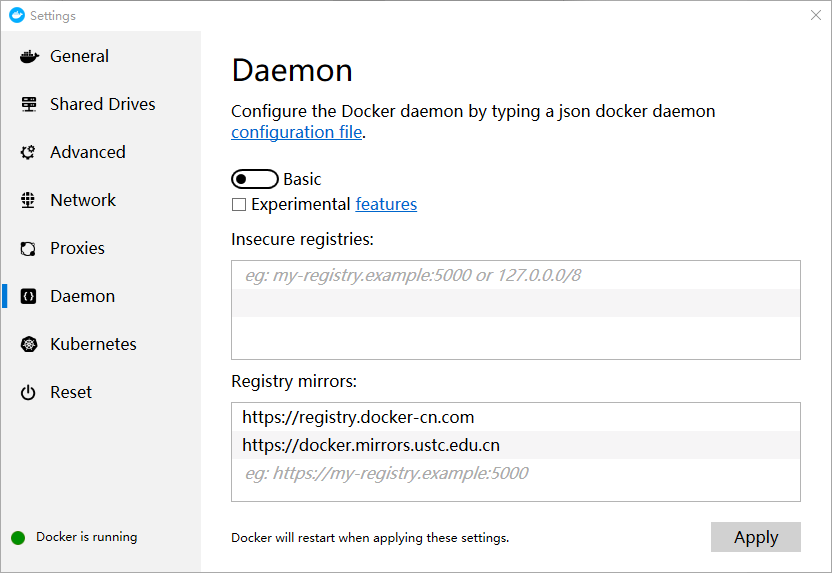 Settings
General
Shared Drives
Advanced
Network
Proxies
Daemon
Kubernetes
Reset
Docker is running
Daemon
Configure the Docker daemon by typing a json docker daemon
configuration file.
Basic
Experimental features
Insecure registries:
eg: my-registry.example:5000 or 127.0.0.0/8
Registry mirrors:
https://registry.docker-cn.com
https://docker.mirrors.ustc.edu.cn
eg: https://my-registry.example:5000
Docker will restart when applying these settings.
Apply